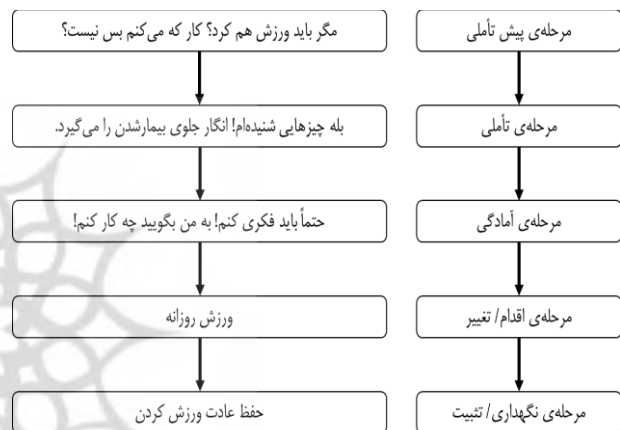 مرحله‌ی پیش تأملی
مگر باید ورزش هم کرد؟ کار که می‌کنم بس نیست؟
مرحله‌ی تأملی
بله چیزهایی شنیده‌ام! انگار جلوی بیمارشدن را می‌گیرد.
مرحله‌ی آمادگی
حتماً باید فکری کنم! به من بگویید چه کار کنم!
مرحله‌ی اقدام/ تغییر
ورزش روزانه
مرحله‌ی نگهداری/ تثبیت
حفظ عادت ورزش کردن